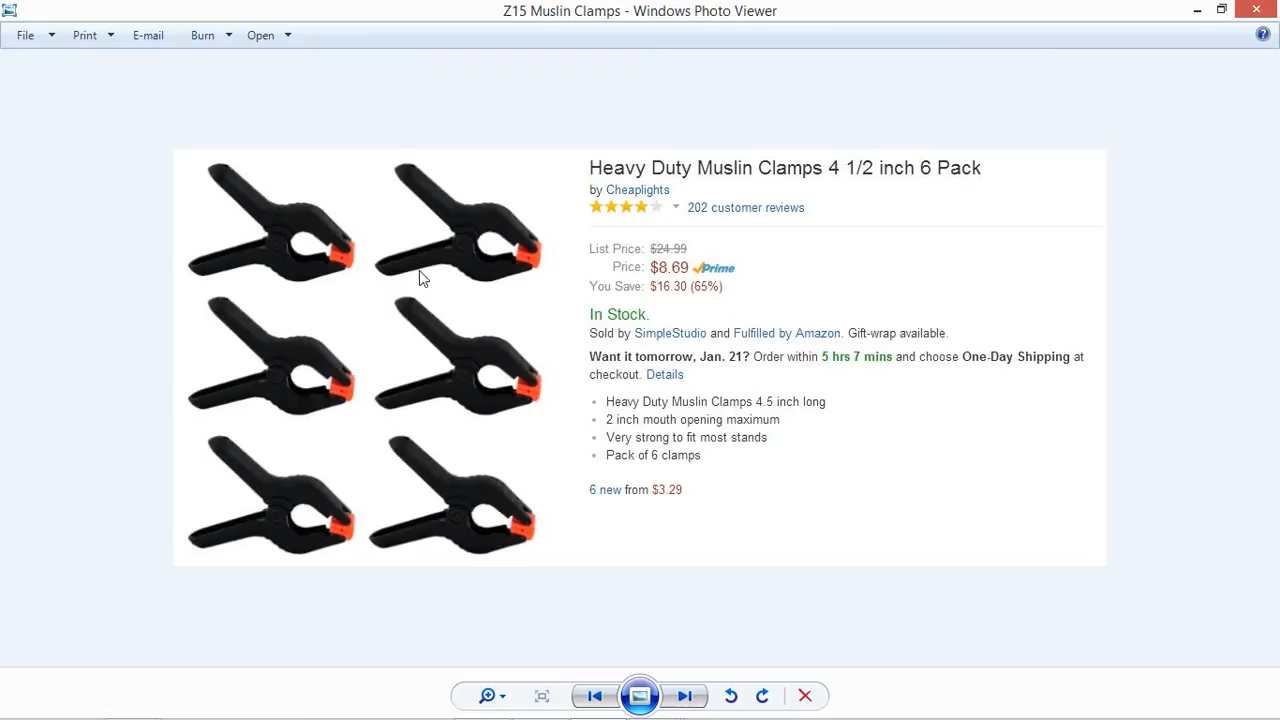 Z15 Muslin Clamps - Windows Photo Viewer
File Print E-mail Burn Open
Heavy Duty Muslin Clamps 4 1/2 inch 6 Pack
by Cheaplights
202 customer reviews
List Price: $24.99
Price: $8.69 Prime
You Save: $16.30 (65%)
In Stock.
Sold by SimpleStudio and Fulfilled by Amazon. Gift-wrap available.
Want it tomorrow, Jan. 21? Order within 5 hrs 7 mins and choose One-Day Shipping at
checkout. Details
Heavy Duty Muslin Clamps 4.5 inch long
2 inch mouth opening maximum
Very strong to fit most stands
Pack of 6 clamps
6 new from $3.29